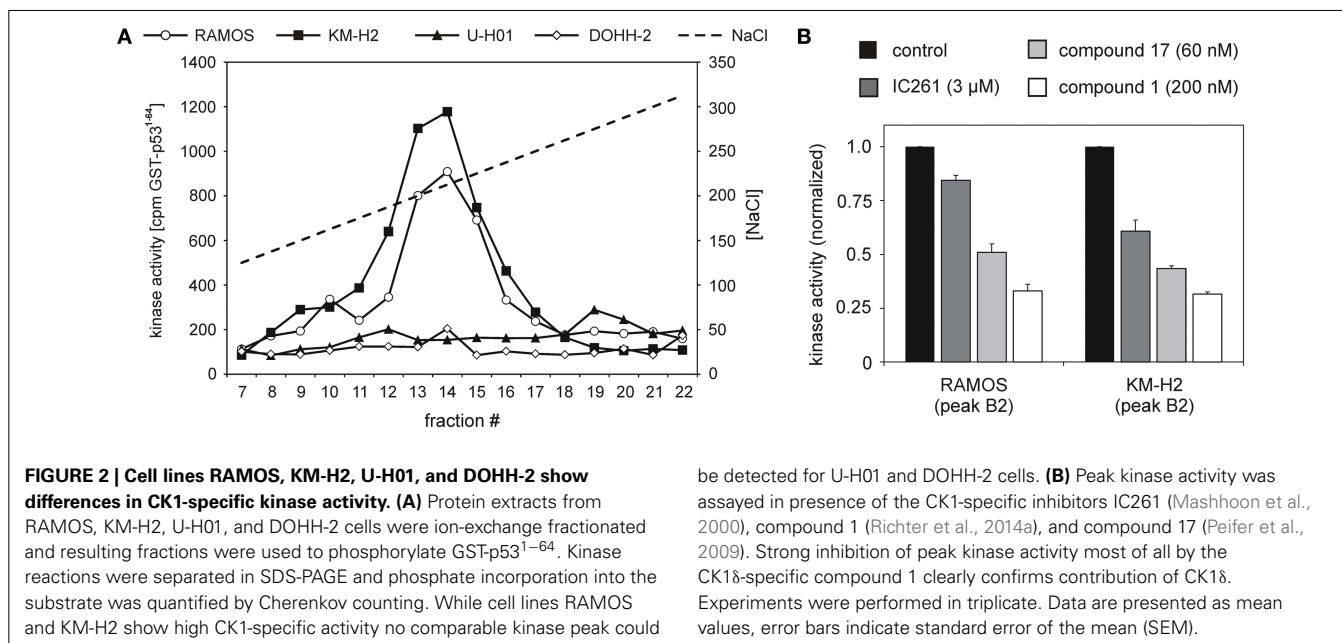 A RAMOS KM-H2 U-H01 DOHH-2 NaCl
1400
1200
1000
800
600
400
200
0
kinase activity [cpm GST-p53¹⁻⁶⁴]
350
300
250
200
150
100
50
0
[NaCl]
7 8 9 10 11 12 13 14 15 16 17 18 19 20 21 22
fraction #
B
control compound 17 (60 nM)
IC261 (3 µM) compound 1 (200 nM)
1.0
0.75
0.5
0.25
0
kinase activity (normalized)
RAMOS KM-H2
(peak B2) (peak B2)
FIGURE 2 | Cell lines RAMOS, KM-H2, U-H01, and DOHH-2 show
differences in CK1-specific kinase activity. (A) Protein extracts from
RAMOS, KM-H2, U-H01, and DOHH-2 cells were ion-exchange fractionated
and resulting fractions were used to phosphorylate GST-p53¹⁻⁶⁴. Kinase
reactions were separated in SDS-PAGE and phosphate incorporation into the
substrate was quantified by Cherenkov counting. While cell lines RAMOS
and KM-H2 show high CK1-specific activity no comparable kinase peak could
be detected for U-H01 and DOHH-2 cells. (B) Peak kinase activity was
assayed in presence of the CK1-specific inhibitors IC261 (Mashhoon et al.,
2000), compound 1 (Richter et al., 2014a), and compound 17 (Peifer et al.,
2009). Strong inhibition of peak kinase activity most of all by the
CK1δ-specific compound 1 clearly confirms contribution of CK1δ.
Experiments were performed in triplicate. Data are presented as mean
values, error bars indicate standard error of the mean (SEM).